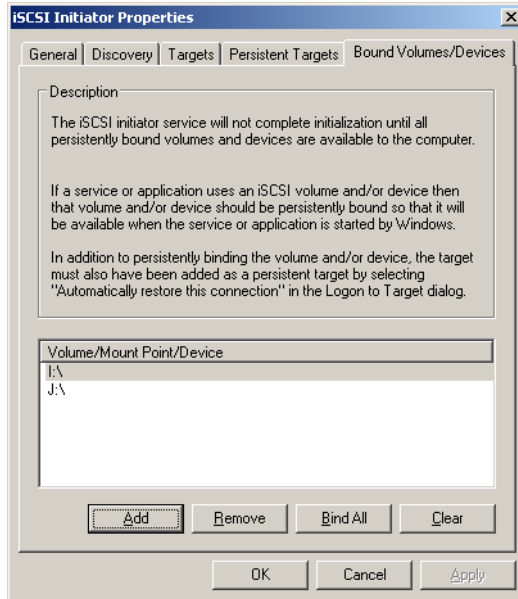 iSCSI Initiator Properties
General Discovery Targets Persistent Targets Bound Volumes/Devices
Description
The iSCSI initiator service will not complete initialization until all
persistently bound volumes and devices are available to the computer.
If a service or application uses an iSCSI volume and/or device then
that volume and/or device should be persistently bound so that it will
be available when the service or application is started by Windows.
In addition to persistently binding the volume and/or device, the target
must also have been added as a persistent target by selecting
"Automatically restore this connection" in the Logon to Target dialog.
Volume/Mount Point/Device
I:\
J:\
Add Remove Bind All Clear
OK Cancel Apply